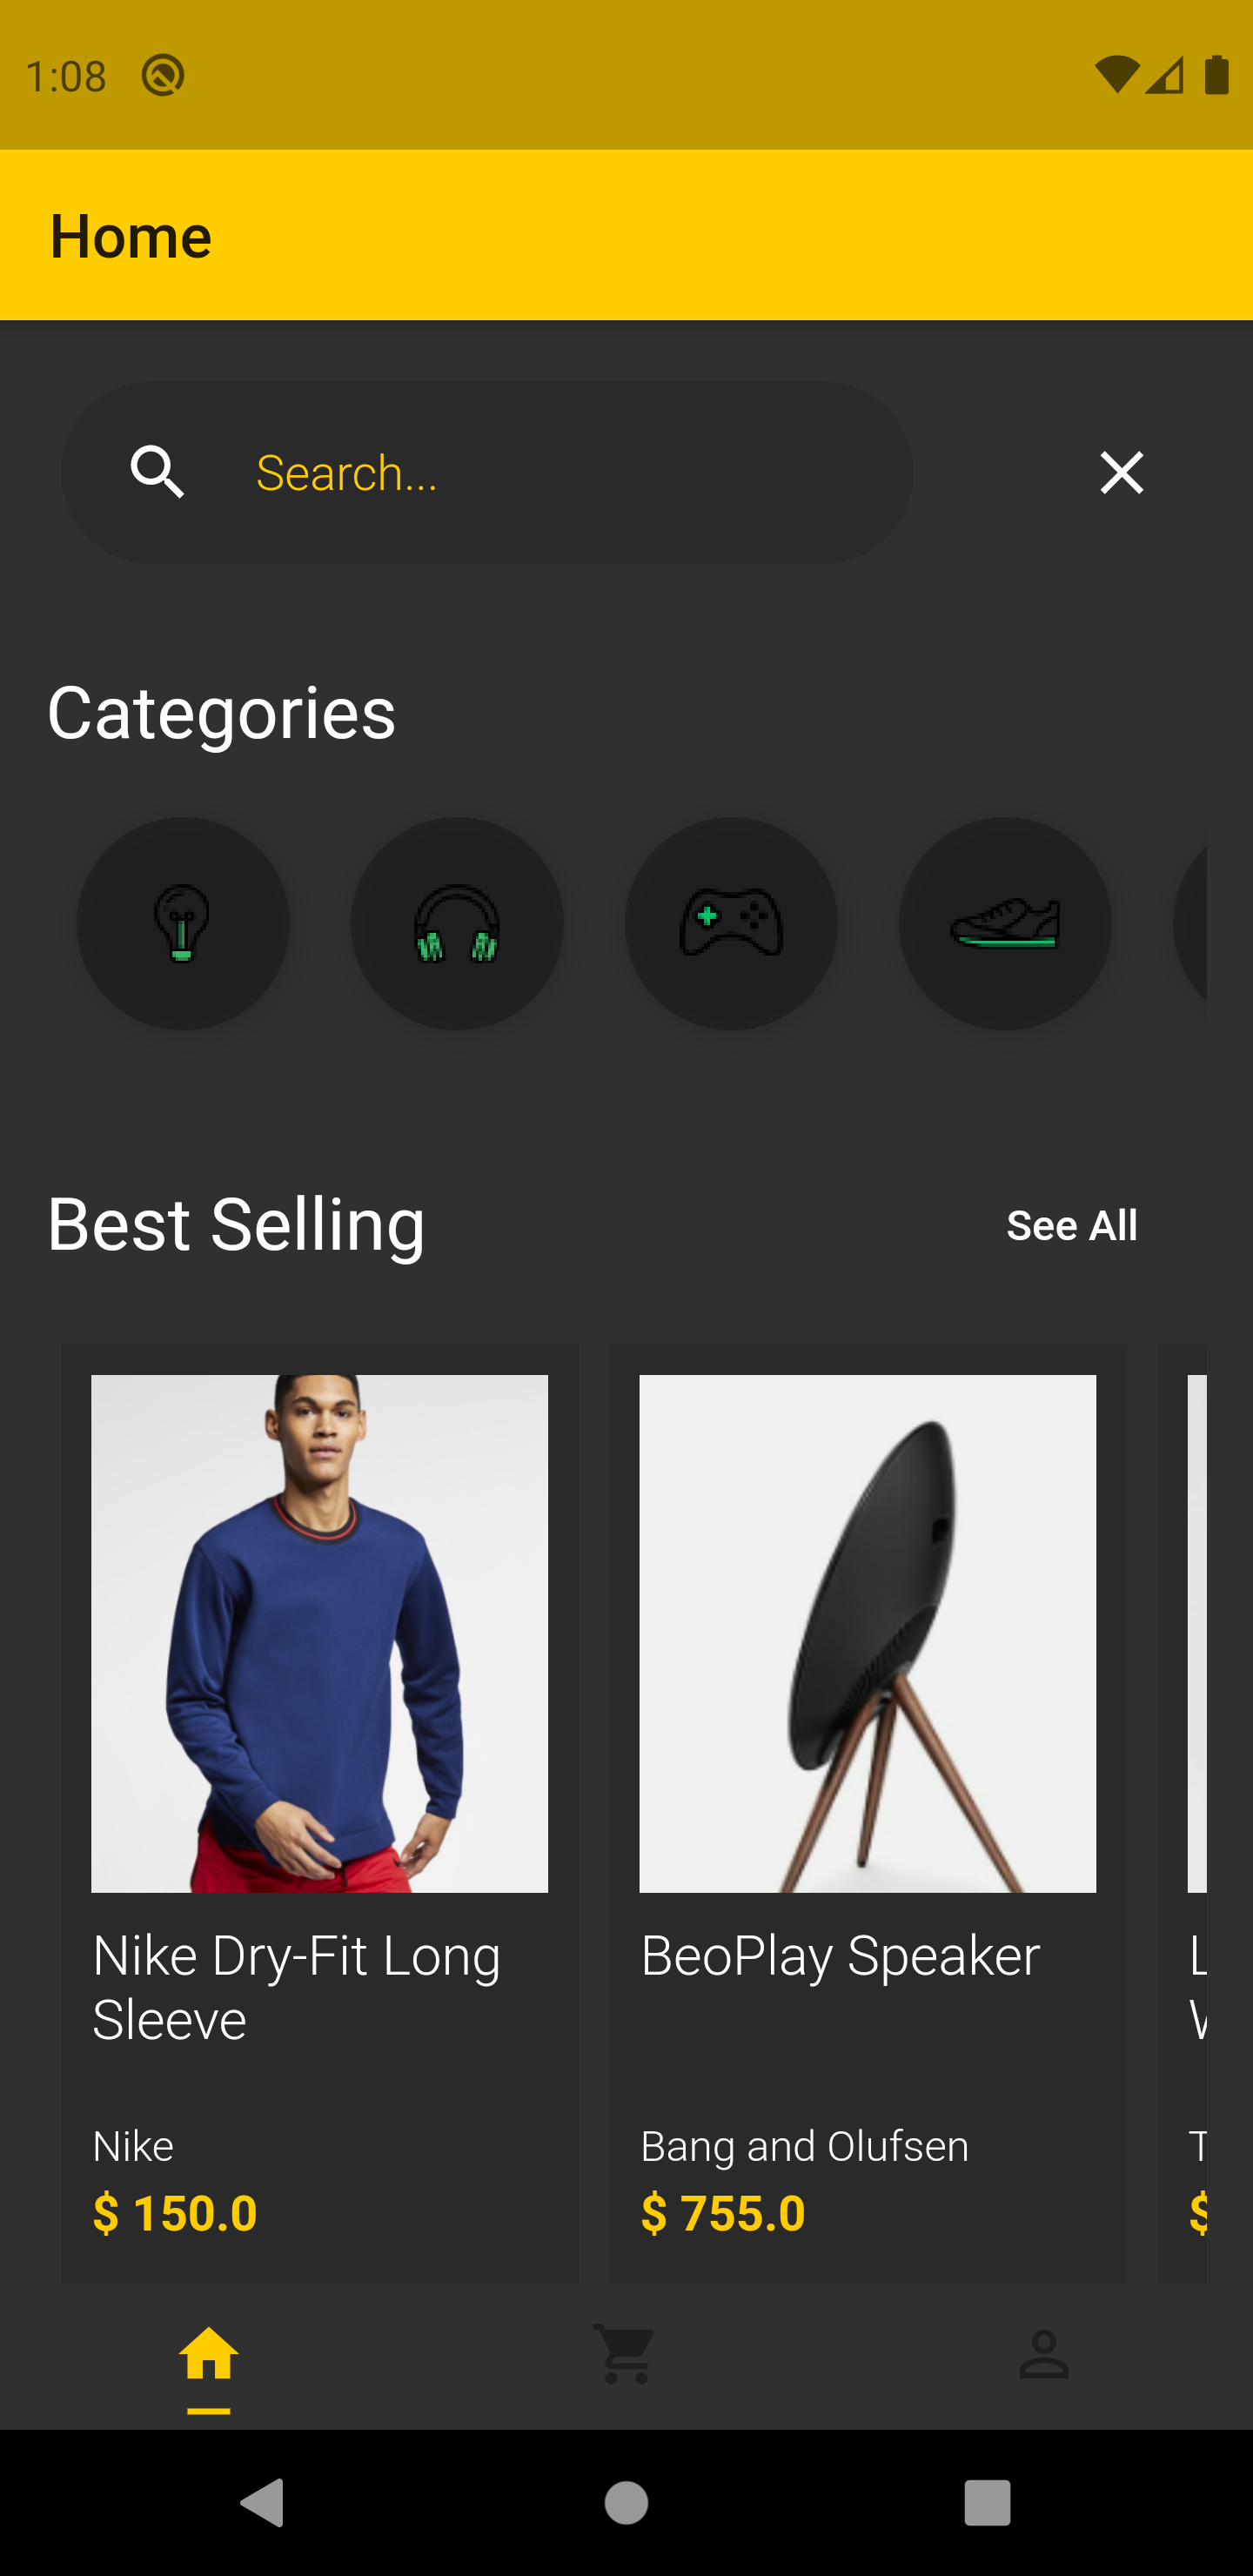 1:08
Home
Search...
Categories
Best Selling
See All
Nike Dry-Fit Long
Sleeve
Nike
$ 150.0
BeoPlay Speaker
Bang and Olufsen
$ 755.0
$